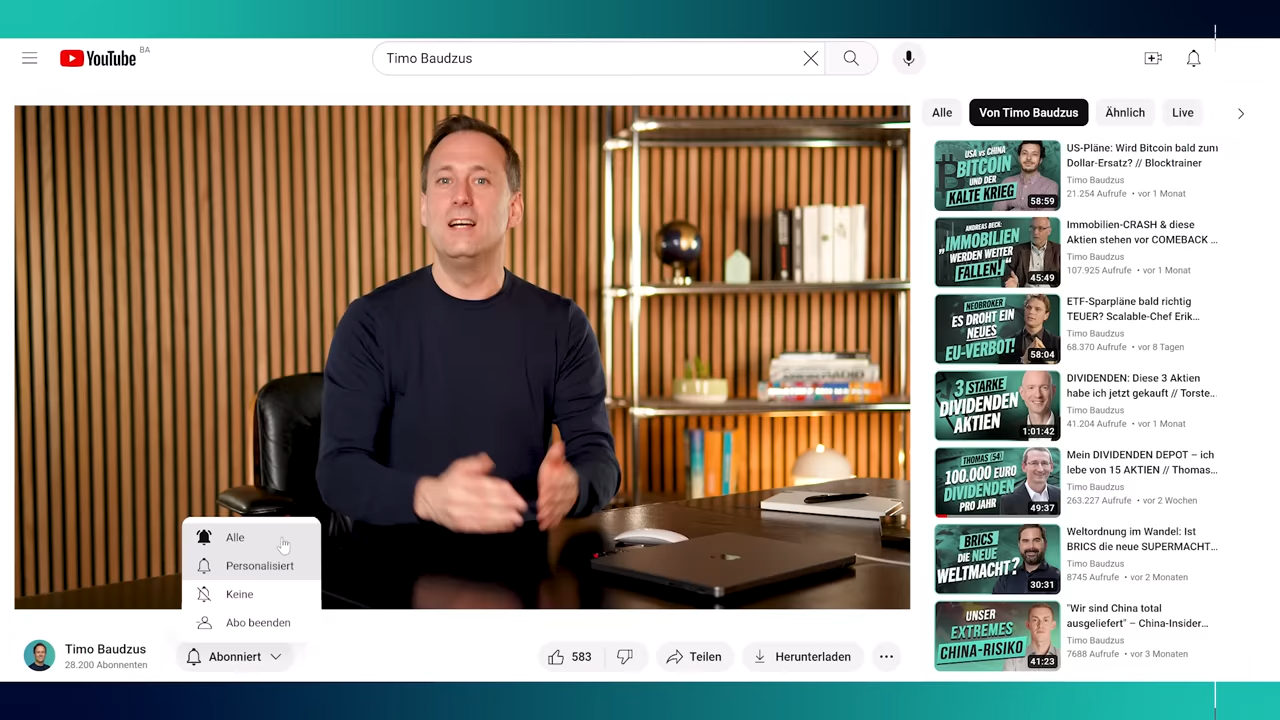 YouTube
BA
Timo Baudzus
Alle
Von Timo Baudzus
Ähnlich
Live
USA vs CHINA
BITCOIN
UND DER
KALTE KRIEG
58:59
US-Pläne: Wird Bitcoin bald zum
Dollar-Ersatz? // Blocktrainer
Timo Baudzus
21.254 Aufrufe • vor 1 Monat
ANDREAS BECK:
„IMMOBILIEN
WERDEN WEITER
FALLEN!“
45:49
Immobilien-CRASH & diese
Aktien stehen vor COMEBACK ...
Timo Baudzus
107.925 Aufrufe • vor 1 Monat
NEOBROKER
ES DROHT EIN
NEUES
EU-VERBOT!
58:04
ETF-Sparpläne bald richtig
TEUER? Scalable-Chef Erik...
Timo Baudzus
68.370 Aufrufe • vor 8 Tagen
3 STARKE
DIVIDENDEN
AKTIEN
1:01:42
DIVIDENDEN: Diese 3 Aktien
habe ich jetzt gekauft // Torste...
Timo Baudzus
41.204 Aufrufe • vor 1 Monat
THOMAS (54)
100.000 EURO
DIVIDENDEN
PRO JAHR
49:37
Mein DIVIDENDEN DEPOT – ich
lebe von 15 AKTIEN // Thomas...
Timo Baudzus
263.227 Aufrufe • vor 2 Wochen
BRICS
DIE NEUE
WELTMACHT?
30:31
Weltordnung im Wandel: Ist
BRICS die neue SUPERMACHT...
Timo Baudzus
8745 Aufrufe • vor 2 Monaten
UNSER
EXTREMES
CHINA-RISIKO
41:23
"Wir sind China total
ausgeliefert" – China-Insider...
Timo Baudzus
7688 Aufrufe • vor 3 Monaten
Alle
Personalisiert
Keine
Abo beenden
Timo Baudzus
28.200 Abonnenten
Abonniert
583
Teilen
Herunterladen